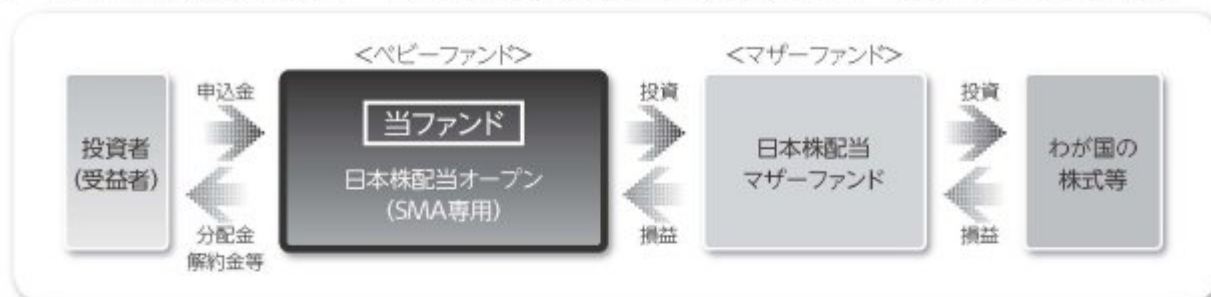 <ベビーファンド>
<マザーファンド>
投資者
(受益者)
申込金
分配金
解約金等
当ファンド
日本株配当オープン
(SMA専用)
投資
損益
日本株配当
マザーファンド
投資
損益
わが国の
株式等